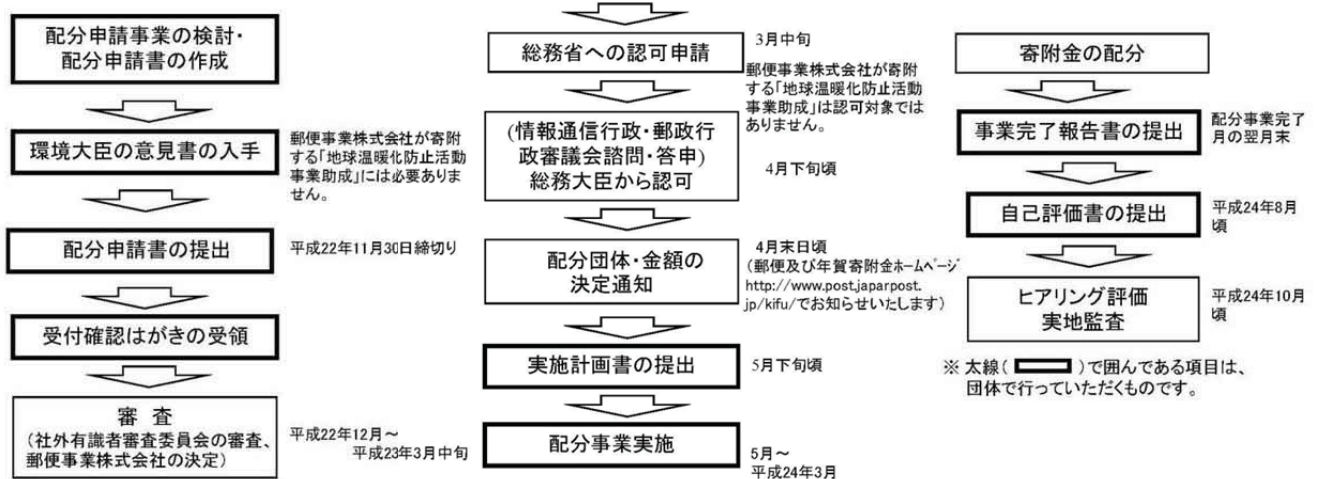 配分申請事業の検討・
配分申請書の作成
環境大臣の意見書の入手
郵便事業株式会社が寄附
する「地球温暖化防止活動
事業助成」には必要ありま
せん。
配分申請書の提出
平成22年11月30日締切り
受付確認はがきの受領
審 査
(社外有識者審査委員会の審査、
郵便事業株式会社の決定)
平成22年12月～
平成23年3月中旬
総務省への認可申請
3月中旬
郵便事業株式会社が寄附
する「地球温暖化防止活動
事業助成」は認可対象では
ありません。
(情報通信行政・郵政行
政審議会諮問・答申)
総務大臣から認可
4月下旬頃
配分団体・金額の
決定通知
4月末日頃
(郵便及び年賀寄附金ホームページ
http://www.post.japarpost.
jp/kifu/でお知らせいたします)
実施計画書の提出
5月下旬頃
配分事業実施
5月～
平成24年3月
寄附金の配分
事業完了報告書の提出
配分事業完了
月の翌月末
自己評価書の提出
平成24年8月
頃
ヒアリング評価
実地監査
平成24年10月
頃
※ 太線( )で囲んである項目は、
団体で行っていただくものです。